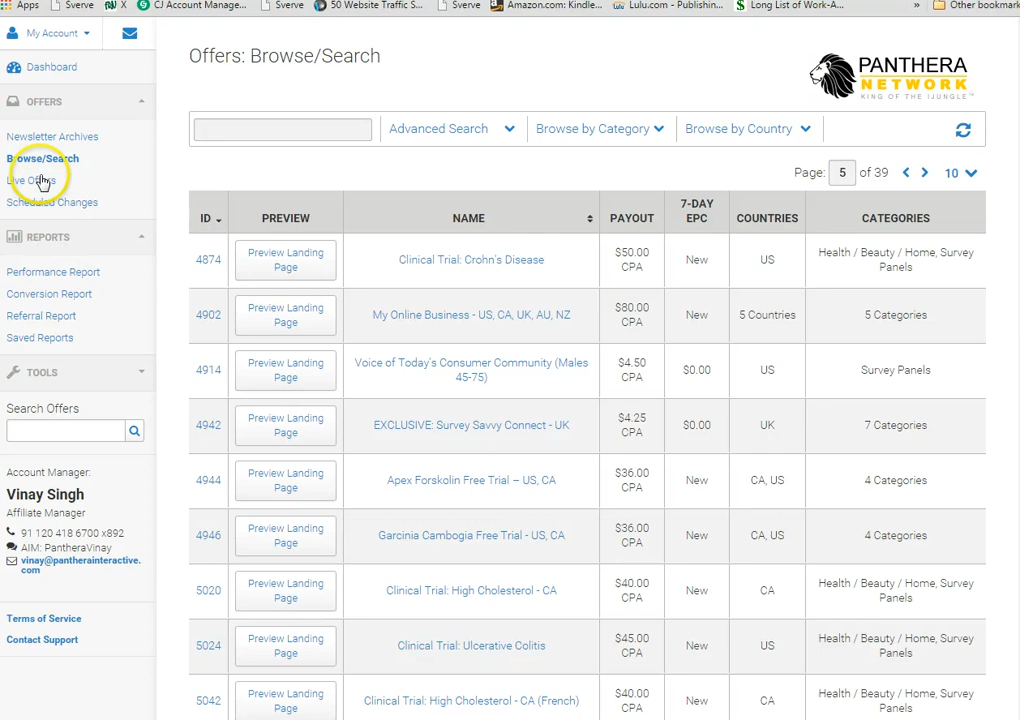 Apps
Sverve
X
CJ Account Manage...
Sverve
50 Website Traffic S...
Sverve
Amazon.com: Kindle...
Lulu.com - Publishin...
Long List of Work-A...
»
Other bookmark
My Account
Dashboard
OFFERS
Newsletter Archives
Browse/Search
Live Offers
Scheduled Changes
REPORTS
Performance Report
Conversion Report
Referral Report
Saved Reports
TOOLS
Search Offers
Account Manager:
Vinay Singh
Affiliate Manager
91 120 418 6700 x892
AIM: PantheraVinay
vinay@pantherainteractive.
com
Terms of Service
Contact Support
Offers: Browse/Search
PANTHERA
NETWORK
KING OF THE IJUNGLE™
Advanced Search
Browse by Category
Browse by Country
Page: 5 of 39 < > 10
ID PREVIEW NAME PAYOUT 7-DAY EPC COUNTRIES CATEGORIES
4874 Preview Landing Page Clinical Trial: Crohn's Disease $50.00 CPA New US Health / Beauty / Home, Survey Panels
4902 Preview Landing Page My Online Business - US, CA, UK, AU, NZ $80.00 CPA New 5 Countries 5 Categories
4914 Preview Landing Page Voice of Today's Consumer Community (Males 45-75) $4.50 CPA $0.00 US Survey Panels
4942 Preview Landing Page EXCLUSIVE: Survey Savvy Connect - UK $4.25 CPA $0.00 UK 7 Categories
4944 Preview Landing Page Apex Forskolin Free Trial – US, CA $36.00 CPA New CA, US 4 Categories
4946 Preview Landing Page Garcinia Cambogia Free Trial - US, CA $36.00 CPA New CA, US 4 Categories
5020 Preview Landing Page Clinical Trial: High Cholesterol - CA $40.00 CPA New CA Health / Beauty / Home, Survey Panels
5024 Preview Landing Page Clinical Trial: Ulcerative Colitis $45.00 CPA New US Health / Beauty / Home, Survey Panels
5042 Preview Landing Page Clinical Trial: High Cholesterol - CA (French) $40.00 CPA New CA Health / Beauty / Home, Survey Panels